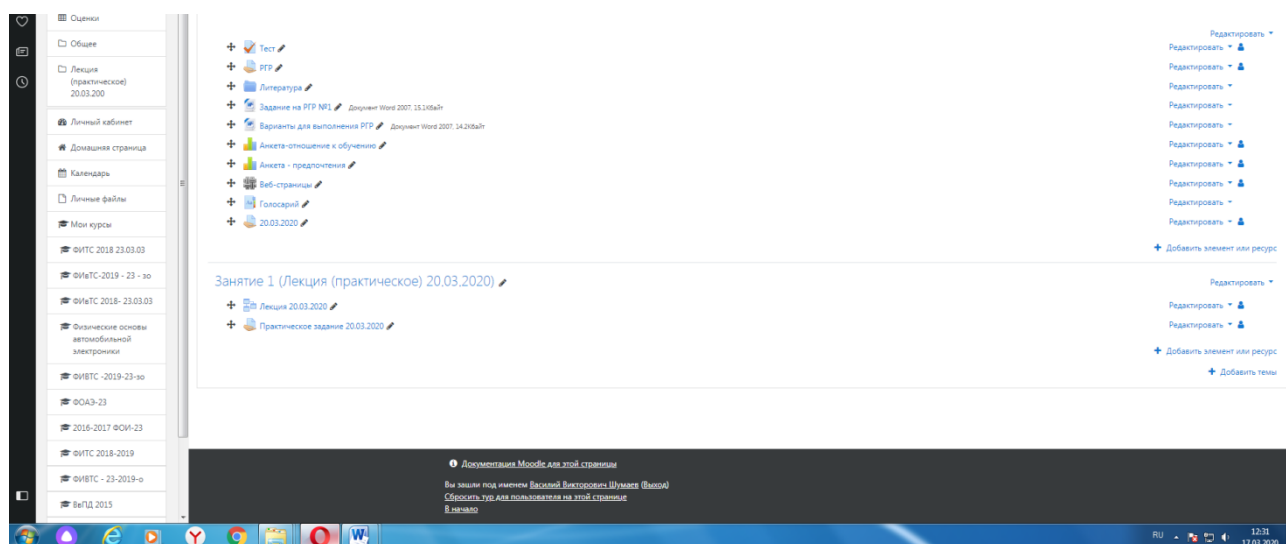 Оценки
Общее
Лекция
(практическое)
20.03.200
Личный кабинет
Домашняя страница
Календарь
Личные файлы
Мои курсы
ФИТС 2018 23.03.03
ФИвТС-2019 - 23 - зо
ФИвТС 2018- 23.03.03
Физические основы
автомобильной
электроники
ФИВТС -2019-23-зо
ФОАЭ-23
2016-2017 ФОИ-23
ФИТС 2018-2019
ФИВТС - 23-2019-о
ВеПД 2015
Редактировать
Тест Редактировать
РГР Редактировать
Литература Редактировать
Задание на РГР №1 Документ Word 2007, 15.1Кбайт Редактировать
Варианты для выполнения РГР Документ Word 2007, 14.2Кбайт Редактировать
Анкета-отношение к обучению Редактировать
Анкета - предпочтения Редактировать
Веб-страницы Редактировать
Голосарий Редактировать
20.03.2020 Редактировать
+ Добавить элемент или ресурс
Занятие 1 (Лекция (практическое) 20.03.2020) Редактировать
Лекция 20.03.2020 Редактировать
Практическое задание 20.03.2020 Редактировать
+ Добавить элемент или ресурс
+ Добавить темы
Документация Moodle для этой страницы
Вы зашли под именем Василий Викторович Шумаев (Выход)
Сбросить тур для пользователя на этой странице
В начало
RU 12:31
17.03.2020